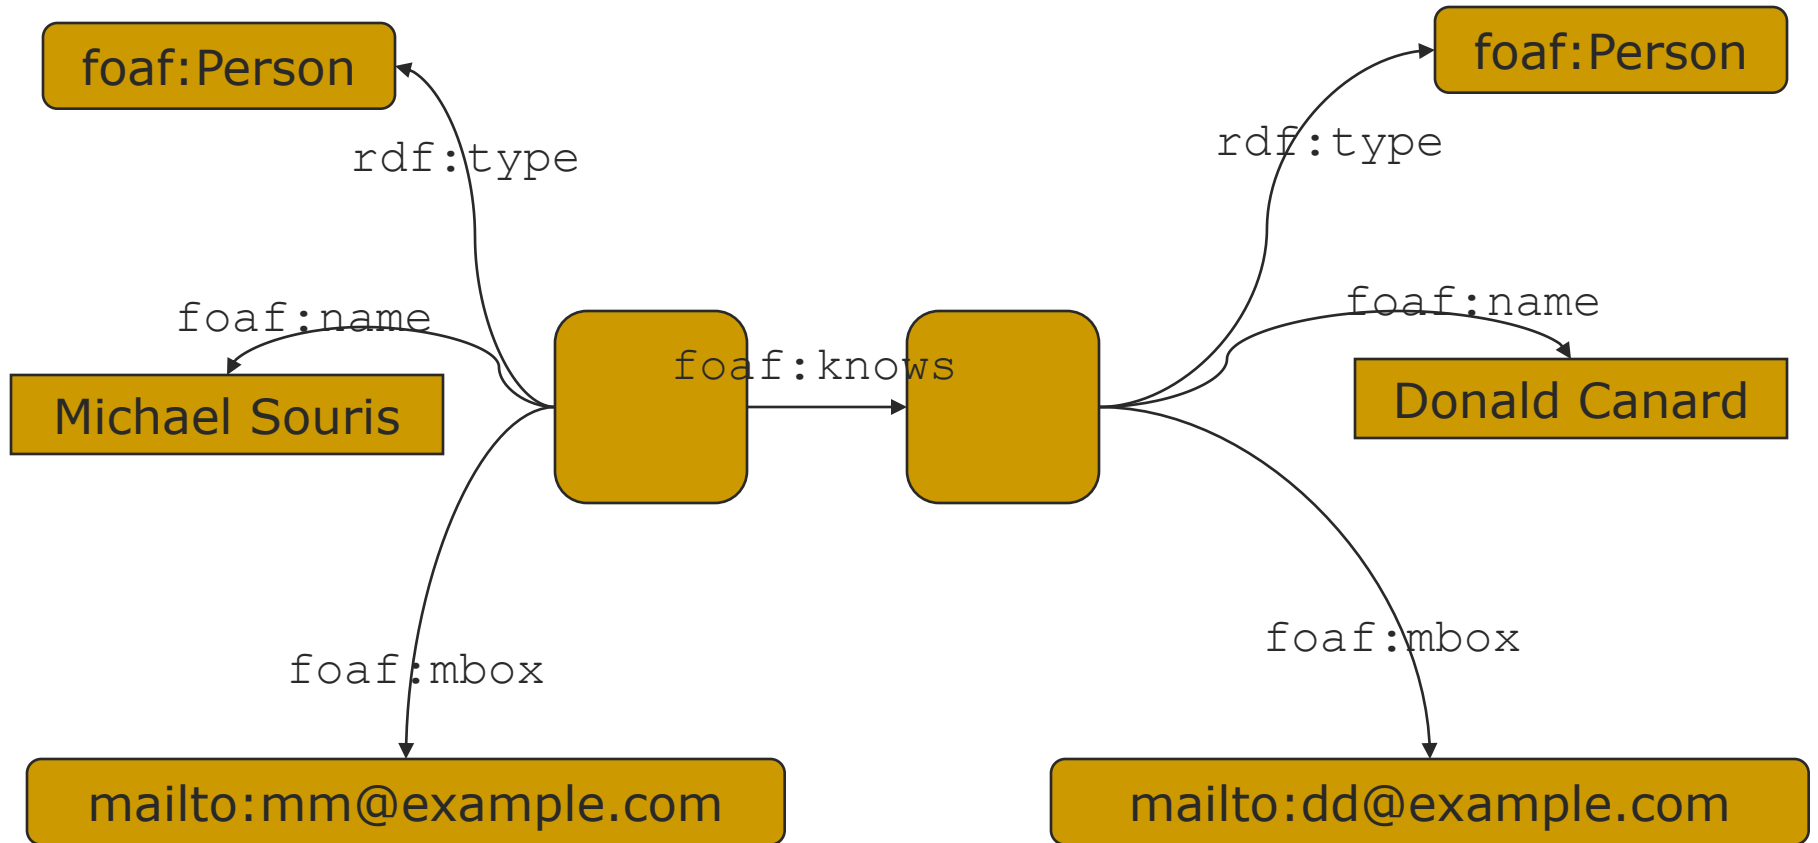 foaf:Person
foaf:Person
rdf:type
rdf:type
foaf:name
foaf:name
foaf:knows
Michael Souris
Donald Canard
foaf:mbox
foaf:mbox
mailto:mm@example.com
mailto:dd@example.com